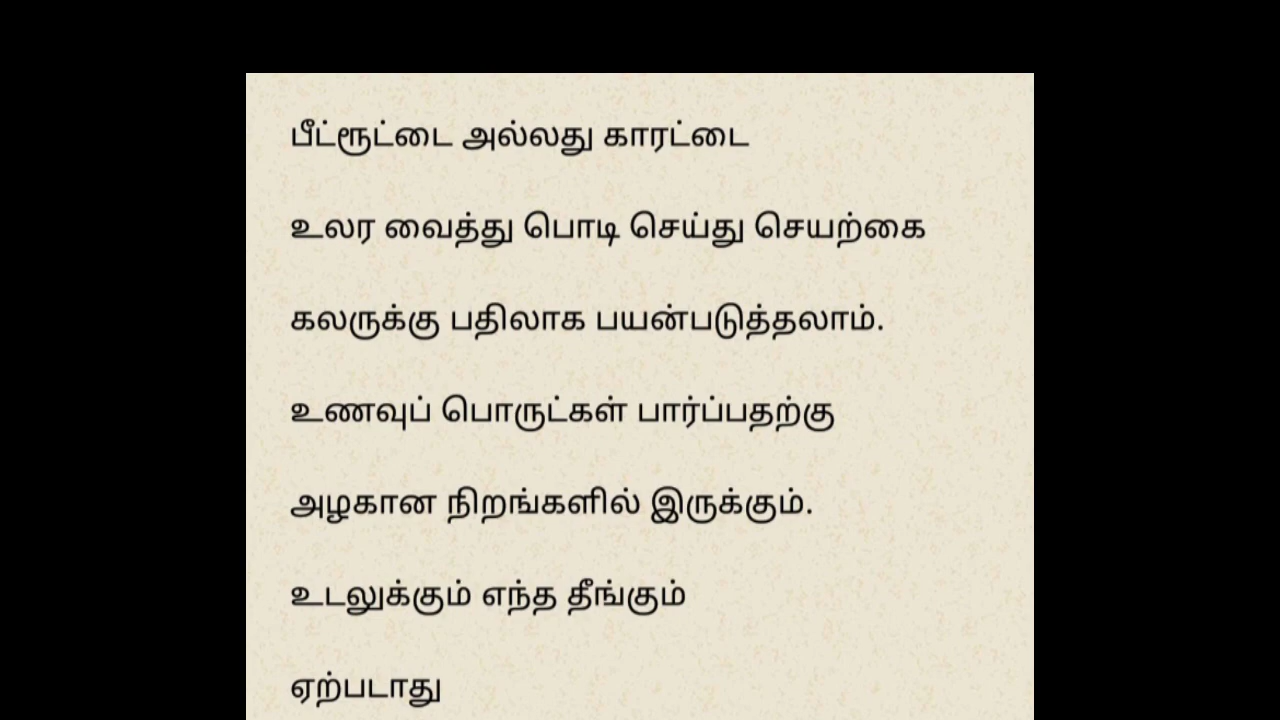 பீட்ரூட்டை அல்லது காரட்டை
உலர வைத்து பொடி செய்து செயற்கை
கலருக்கு பதிலாக பயன்படுத்தலாம்.
உணவுப் பொருட்கள் பார்ப்பதற்கு
அழகான நிறங்களில் இருக்கும்.
உடலுக்கும் எந்த தீங்கும்
ஏற்படாது